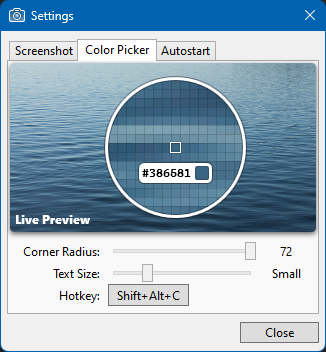 Settings
Screenshot Color Picker Autostart
#386581
Live Preview
Corner Radius: 72
Text Size: Small
Hotkey: Shift+Alt+C
Close